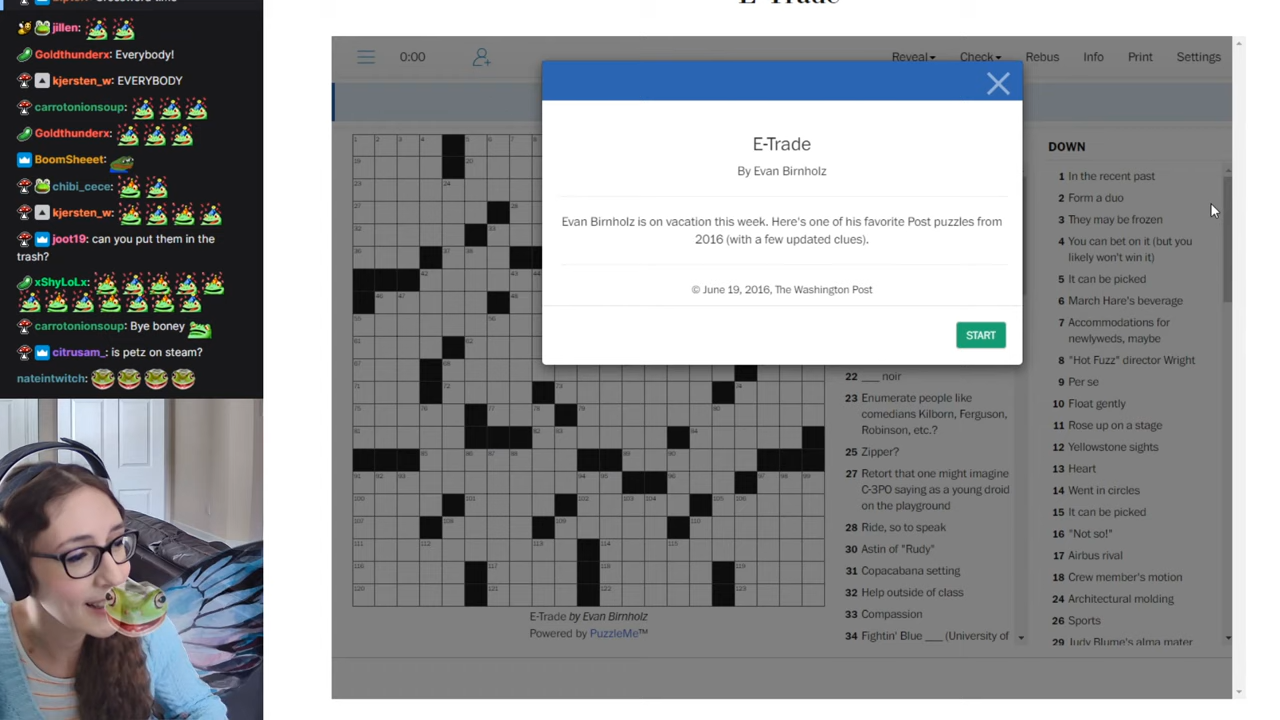 E-Trade
jillen:
Goldthunderx: Everybody!
kjersten_w: EVERYBODY
carrotonionsoup:
Goldthunderx:
BoomSheeet:
chibi_cece:
kjersten_w:
joot19: can you put them in the
trash?
xShyLoLx:
carrotonionsoup: Bye boney
citrusam_: is petz on steam?
nateintwitch:
0:00
Reveal
Check
Rebus
Info
Print
Settings
E-Trade
By Evan Birnholz
Evan Birnholz is on vacation this week. Here's one of his favorite Post puzzles from
2016 (with a few updated clues).
© June 19, 2016, The Washington Post
START
22 ___ noir
23 Enumerate people like
comedians Kilborn, Ferguson,
Robinson, etc.?
25 Zipper?
27 Retort that one might imagine
C-3PO saying as a young droid
on the playground
28 Ride, so to speak
30 Astin of "Rudy"
31 Copacabana setting
32 Help outside of class
33 Compassion
34 Fightin' Blue ___ (University of
DOWN
1 In the recent past
2 Form a duo
3 They may be frozen
4 You can bet on it (but you
likely won't win it)
5 It can be picked
6 March Hare's beverage
7 Accommodations for
newlyweds, maybe
8 "Hot Fuzz" director Wright
9 Per se
10 Float gently
11 Rose up on a stage
12 Yellowstone sights
13 Heart
14 Went in circles
15 It can be picked
16 "Not so!"
17 Airbus rival
18 Crew member's motion
24 Architectural molding
26 Sports
29 Judy Blume's alma mater
E-Trade by Evan Birnholz
Powered by PuzzleMe™